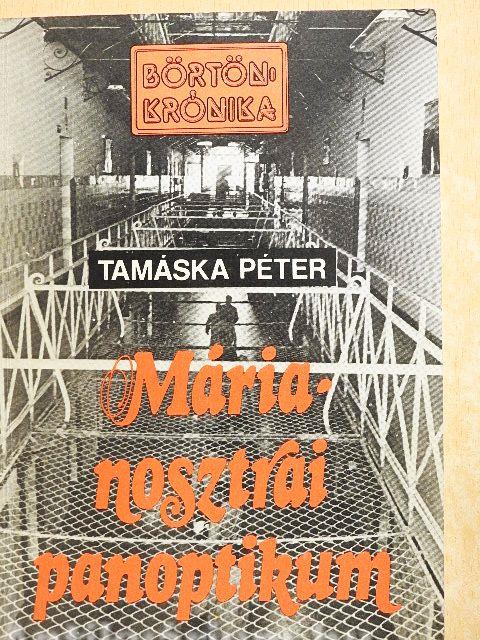 BÖRTÖN-
KRÓNIKA
TAMÁSKA PÉTER
Mária-
nosztrai
panoptikum